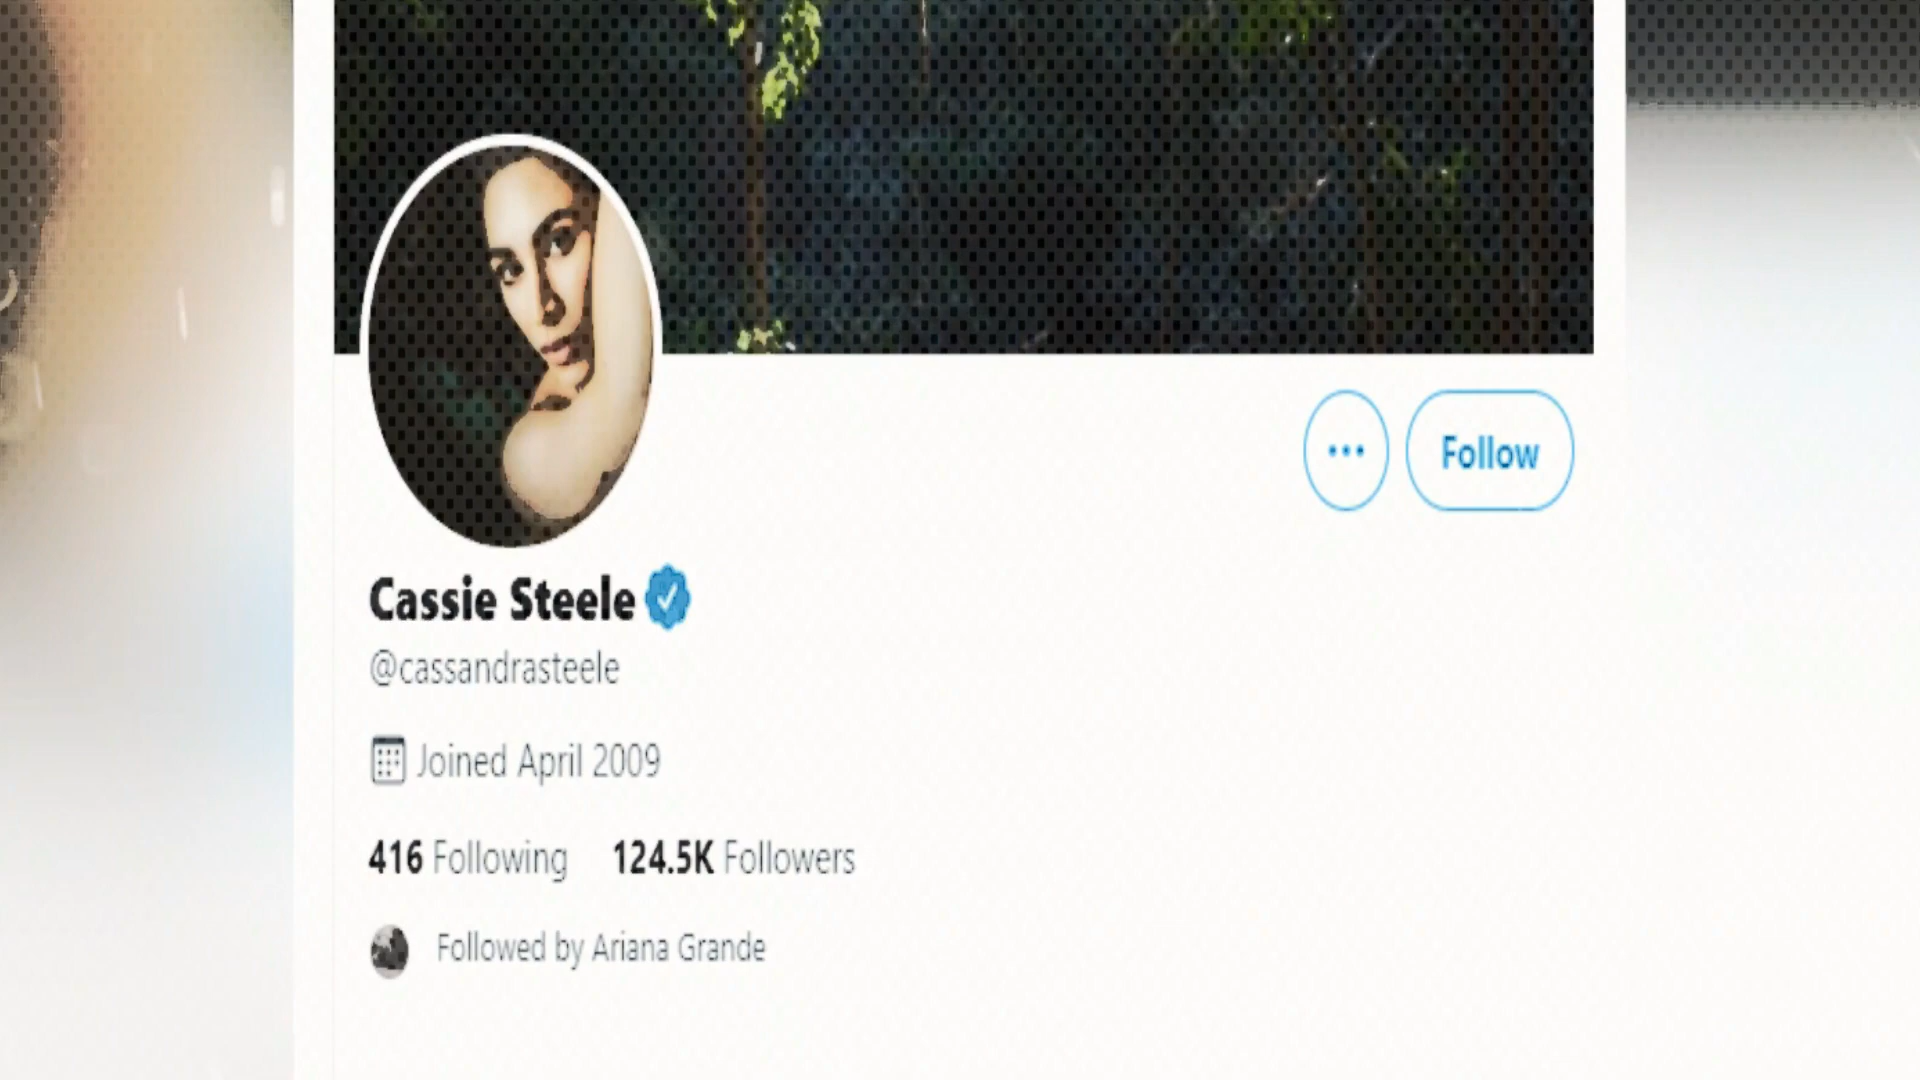 Follow
Cassie Steele
@cassandrasteele
Joined April 2009
416 Following 124.5K Followers
Followed by Ariana Grande